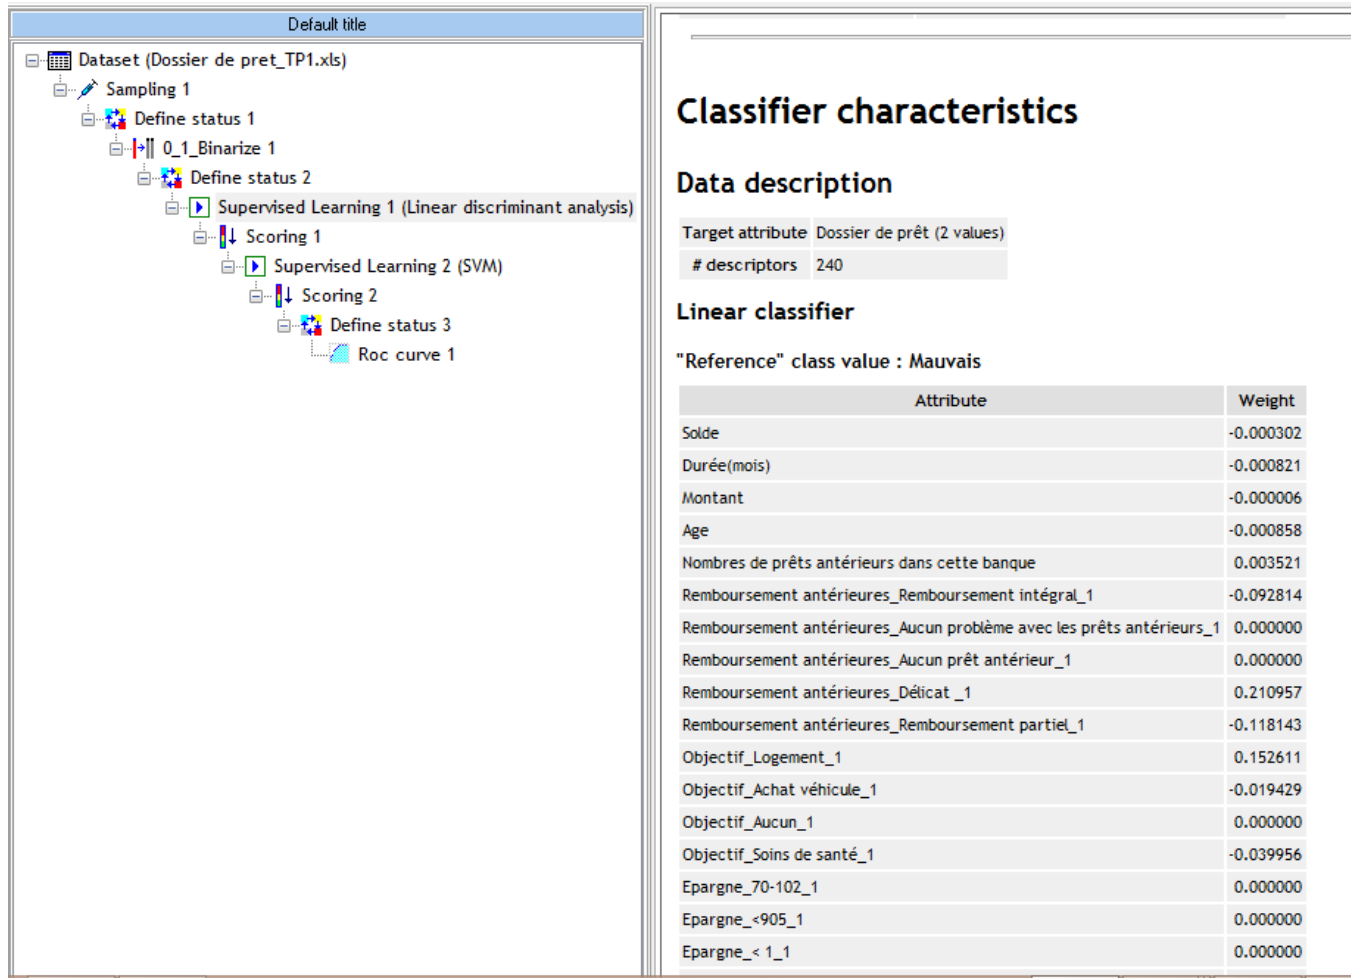 Default title
Dataset (Dossier de pret_TP1.xls)
Sampling 1
Define status 1
0_1_Binarize 1
Define status 2
Supervised Learning 1 (Linear discriminant analysis)
Scoring 1
Supervised Learning 2 (SVM)
Scoring 2
Define status 3
Roc curve 1
Classifier characteristics
Data description
Target attribute Dossier de prêt (2 values)
# descriptors 240
Linear classifier
"Reference" class value : Mauvais
Attribute Weight
Solde -0.000302
Durée(mois) -0.000821
Montant -0.000006
Age -0.000858
Nombres de prêts antérieurs dans cette banque 0.003521
Remboursement antérieures_Remboursement intégral_1 -0.092814
Remboursement antérieures_Aucun problème avec les prêts antérieurs_1 0.000000
Remboursement antérieures_Aucun prêt antérieur_1 0.000000
Remboursement antérieures_Délicat _1 0.210957
Remboursement antérieures_Remboursement partiel_1 -0.118143
Objectif_Logement_1 0.152611
Objectif_Achat véhicule_1 -0.019429
Objectif_Aucun_1 0.000000
Objectif_Soins de santé_1 -0.039956
Epargne_70-102_1 0.000000
Epargne_<905_1 0.000000
Epargne_< 1_1 0.000000